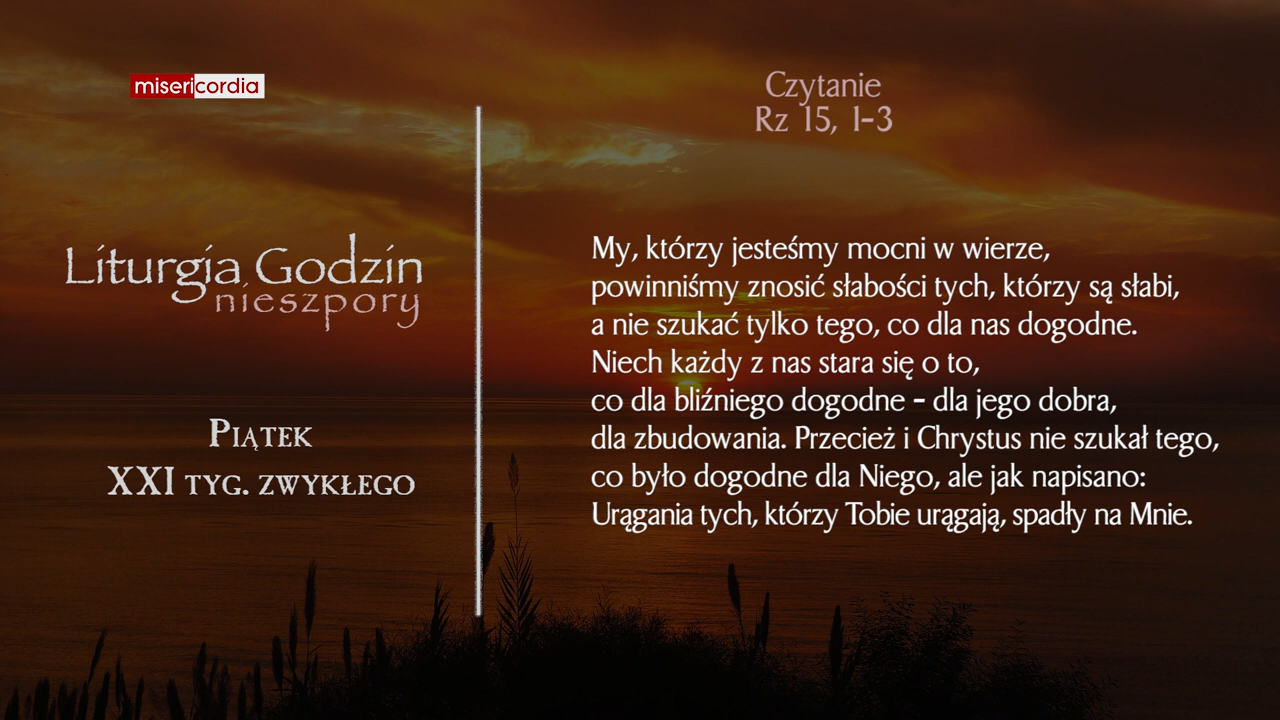 misericordia
Liturgia Godzin
nieszpory
Piątek
XXI tyg. zwykłego
Czytanie
Rz 15, 1-3
My, którzy jesteśmy mocni w wierze,
powinniśmy znosić słabości tych, którzy są słabi,
a nie szukać tylko tego, co dla nas dogodne.
Niech każdy z nas stara się o to,
co dla bliźniego dogodne - dla jego dobra,
dla zbudowania. Przecież i Chrystus nie szukał tego,
co było dogodne dla Niego, ale jak napisano:
Urągania tych, którzy Tobie urągają, spadły na Mnie.